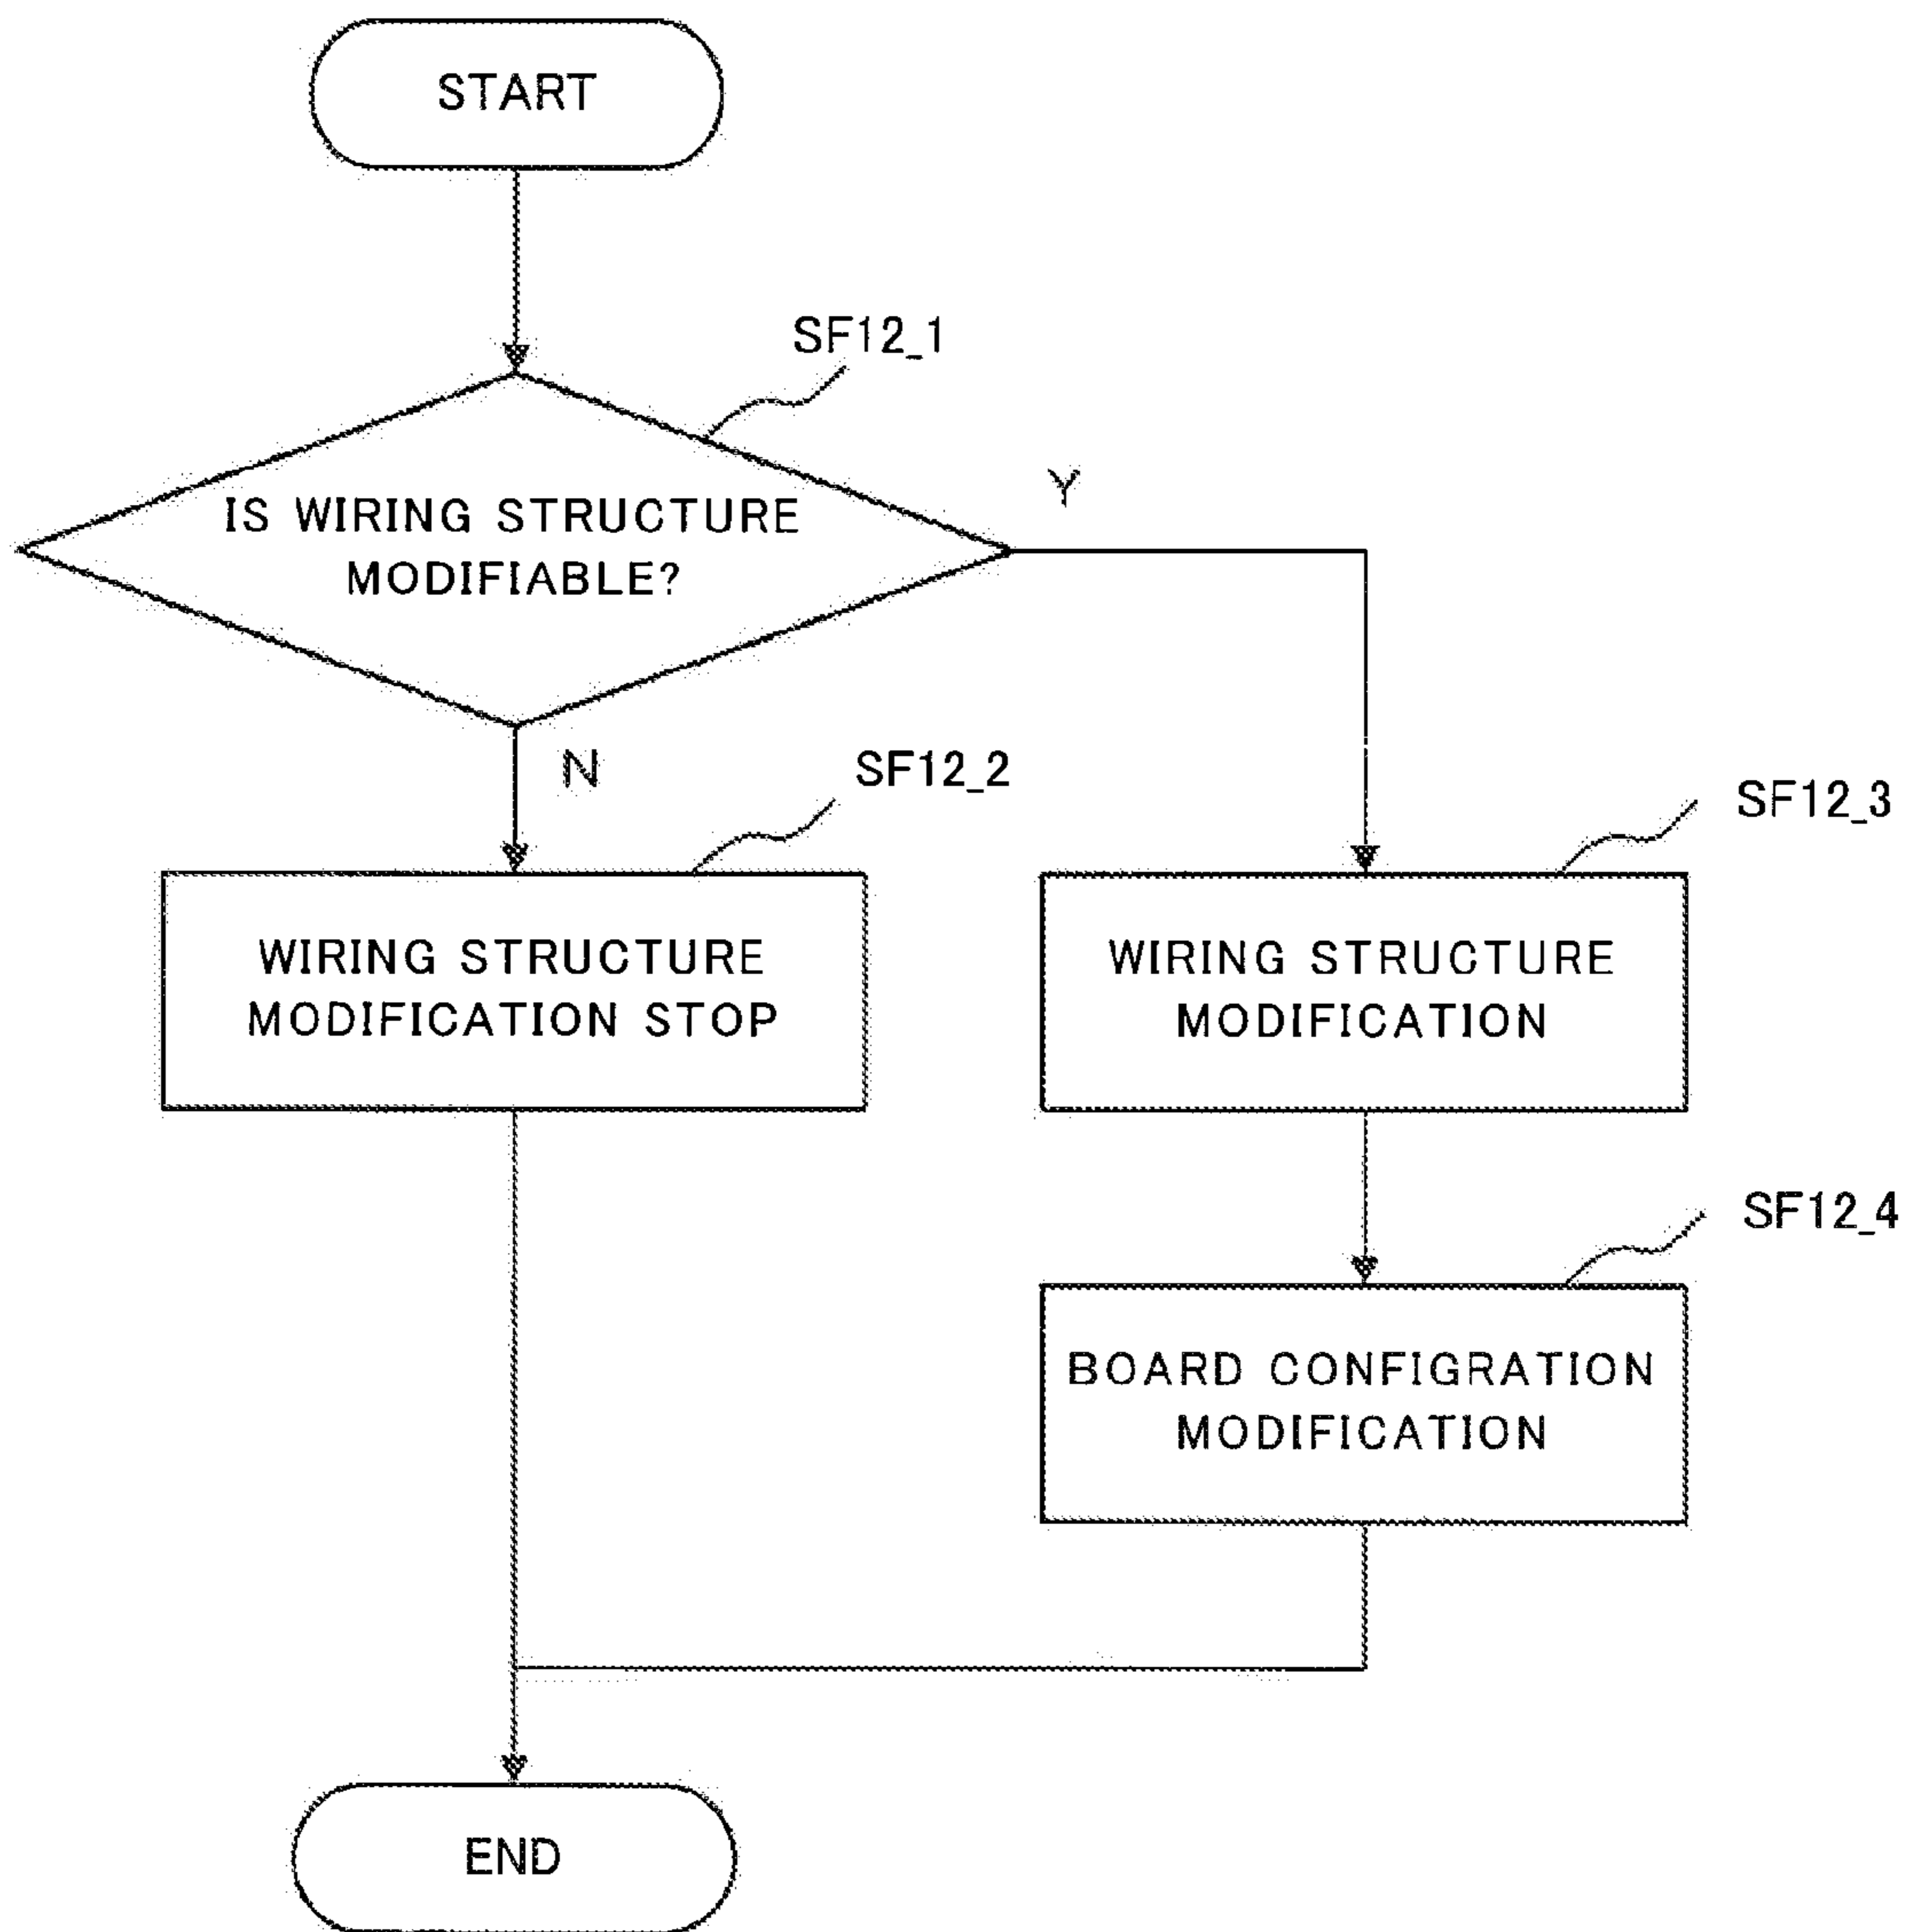 START
SF12_1
IS WIRING STRUCTURE
MODIFIABLE?
Y
N
SF12_2
SF12_3
WIRING STRUCTURE
MODIFICATION STOP
WIRING STRUCTURE
MODIFICATION
SF12_4
BOARD CONFIGRATION
MODIFICATION
END